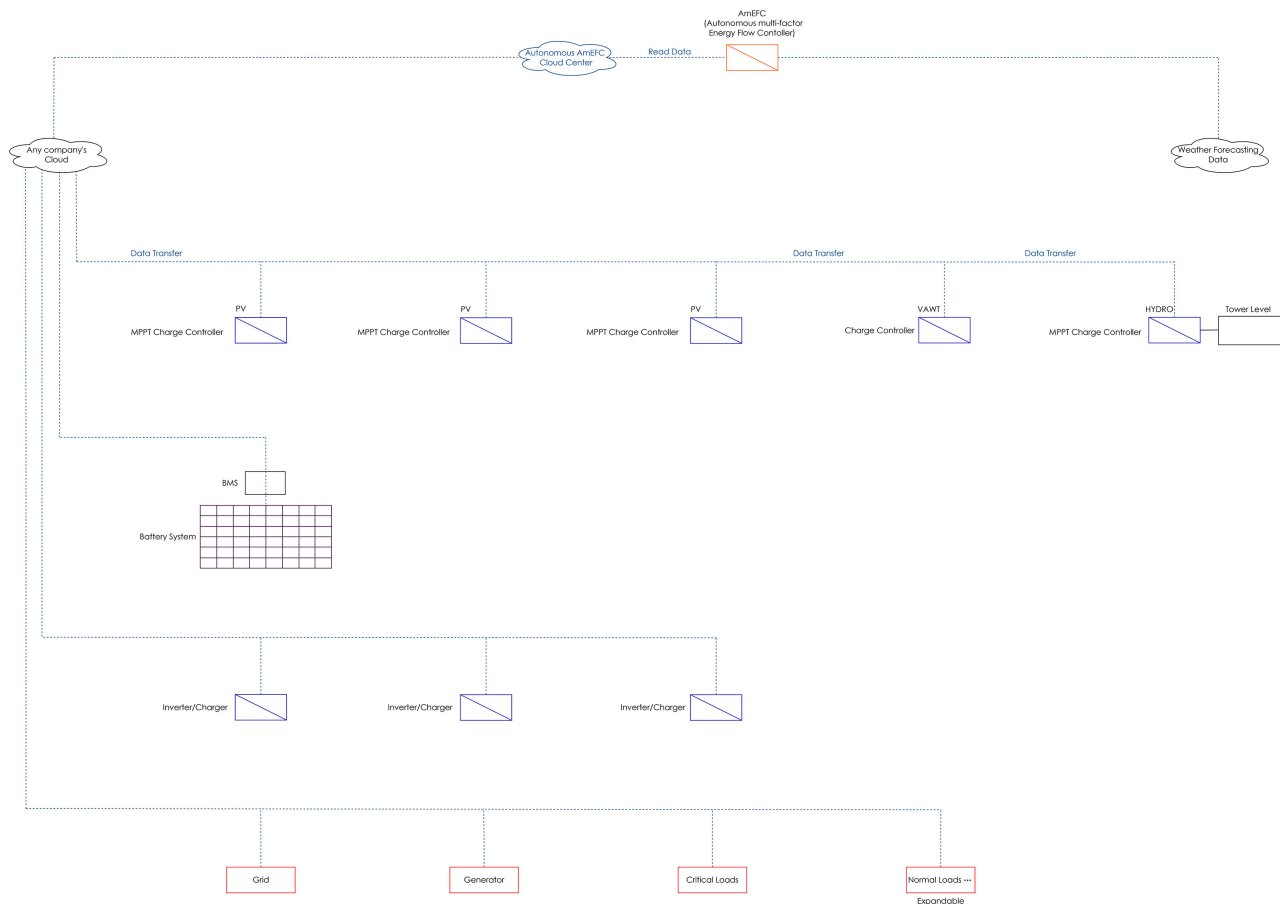 AmEFC
(Autonomous multi-factor
Energy Flow Contoller)
Autonomous AmEFC
Cloud Center
Read Data
Any company's
Cloud
Weather Forecasting
Data
Data Transfer
Data Transfer
Data Transfer
PV
MPPT Charge Controller
PV
MPPT Charge Controller
PV
MPPT Charge Controller
VAWT
Charge Controller
HYDRO
MPPT Charge Controller
Tower Level
BMS
Battery System
Inverter/Charger
Inverter/Charger
Inverter/Charger
Grid
Generator
Critical Loads
Normal Loads ···
Expandable